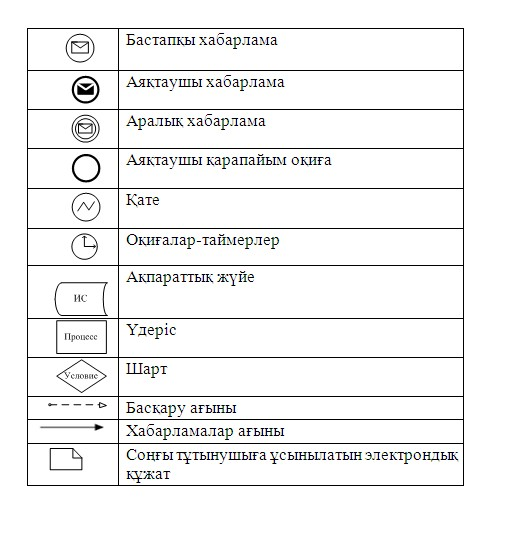 Бастапқы хабарлама
Аяқтаушы хабарлама
Аралық хабарлама
Аяқтаушы қарапайым оқиға
Қате
Оқиғалар-таймерлер
Ақпараттық жүйе
ИС
Үдеріс
Процесс
Шарт
Условие
Басқару ағыны
Хабарламалар ағыны
Соңғы тұтынушыға ұсынылатын электрондық
құжат